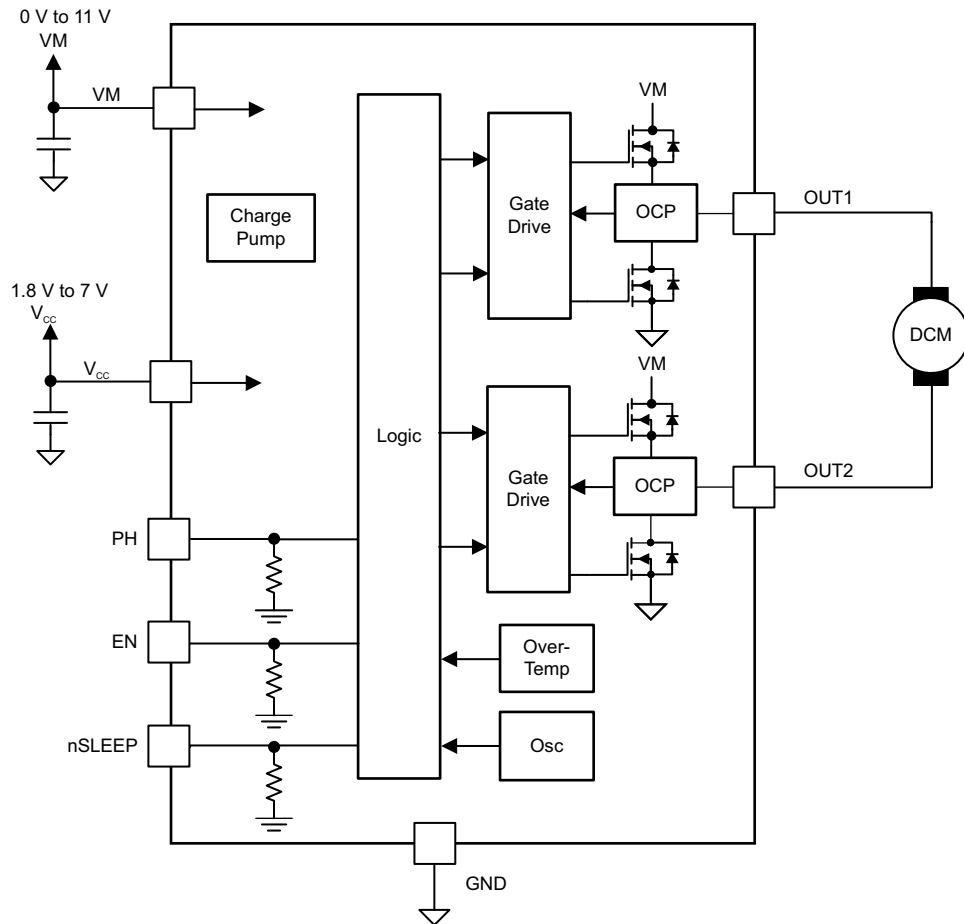 0 V to 11 V
VM
VM
Charge
Pump
1.8 V to 7 V
VCC
VCC
PH
EN
nSLEEP
Logic
Gate
Drive
VM
OCP
OUT1
DCM
VM
Gate
Drive
OCP
OUT2
Over-
Temp
Osc
GND